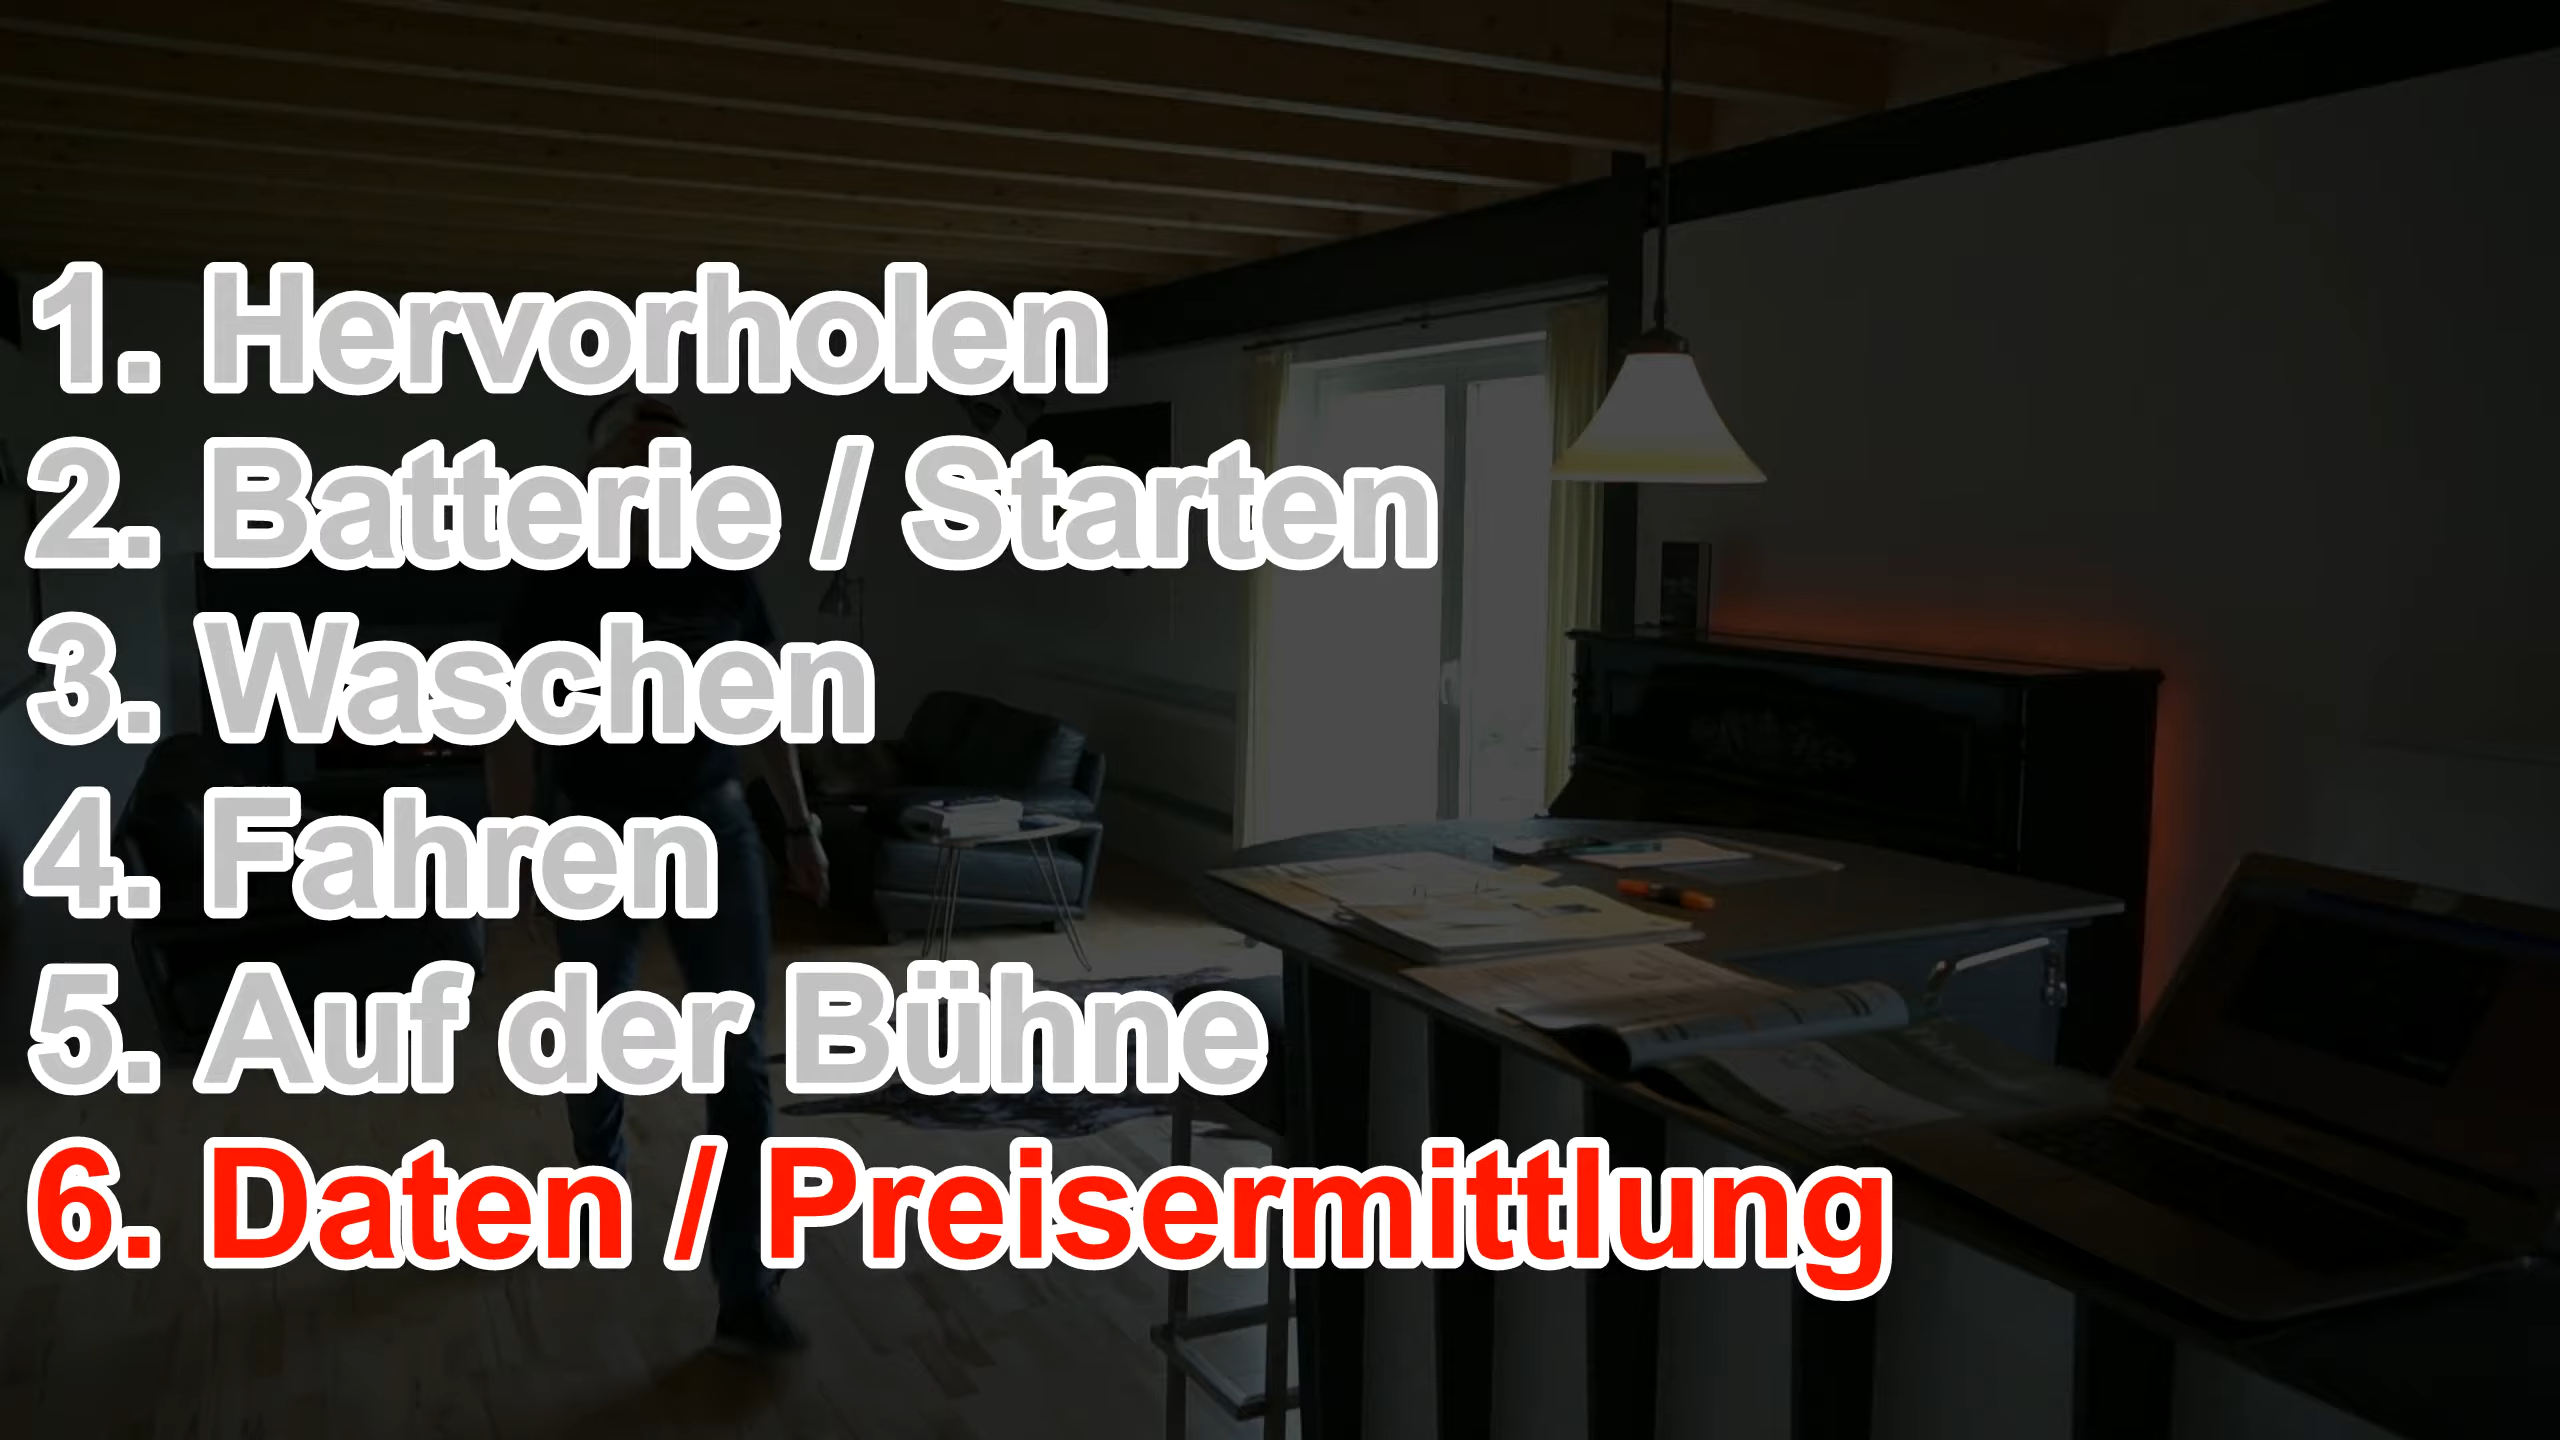 1. Hervorholen
2. Batterie / Starten
3. Waschen
4. Fahren
5. Auf der Bühne
6. Daten / Preisermittlung